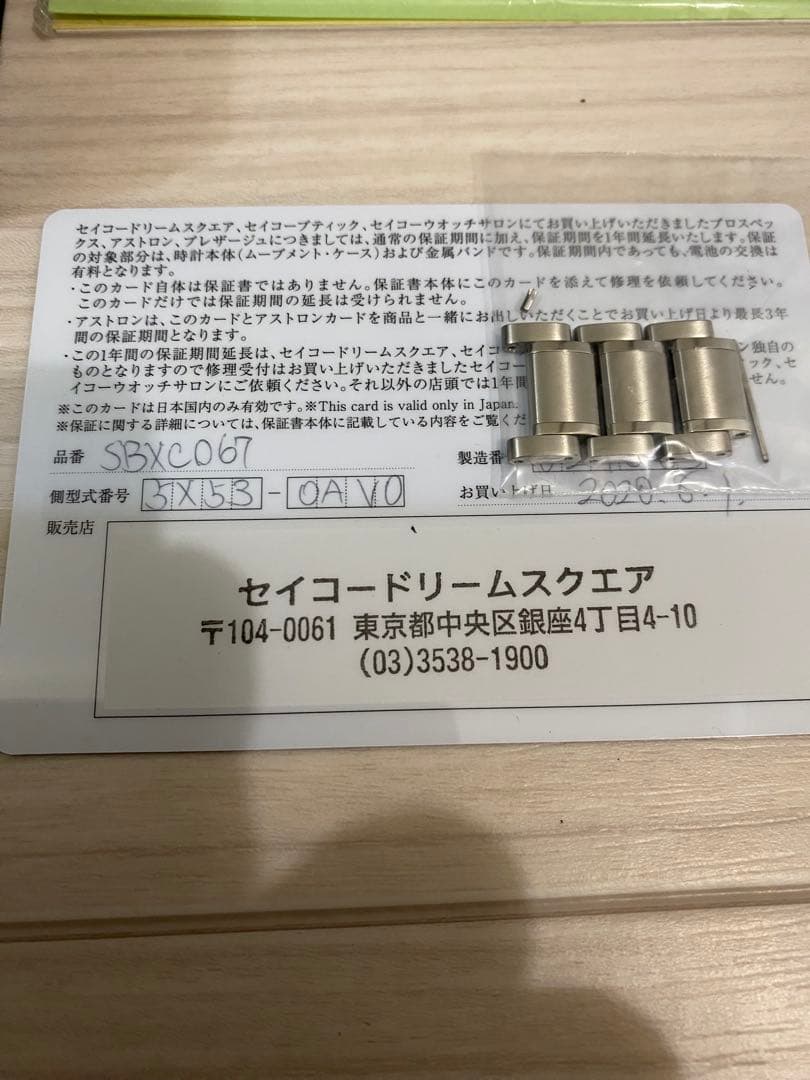 セイコードリームスクエア、セイコーブティック、セイコーウオッチサロンにてお買い上げいただきましたプロスペッ
クス、アストロン、プレザージュにつきましては、通常の保証期間に加え、保証期間を1年間延長いたします。保証
の対象部分は、時計本体(ムーブメント・ケース)および金属バンドです。保証期間内であっても、電池の交換は
有料となります。
・このカード自体は保証書ではありません。保証書本体にこのカードを添えて修理を依頼してください。
このカードだけでは保証期間の延長は受けられません。
・アストロンは、このカードとアストロンカードを商品と一緒にお出しいただくことでお買い上げ日より最長3年
間の保証期間となります。
・この1年間の保証期間延長は、セイコードリームスクエア、セイコ ン独自の
ものとなりますので修理受付はお買い上げいただきましたセイコ ィック、セ
イコーウオッチサロンにご依頼ください。それ以外の店頭では1年間 せん。
※このカードは日本国内のみ有効です。※This card is valid only in Japan.
※保証に関する詳細については、保証書本体に記載している内容をご覧くだ
品番 SBXC067 製造番
側型式番号 5X53-0AV0 お買い上げ日 2020.6.1.
販売店
セイコードリームスクエア
〒104-0061 東京都中央区銀座4丁目4-10
(03)3538-1900